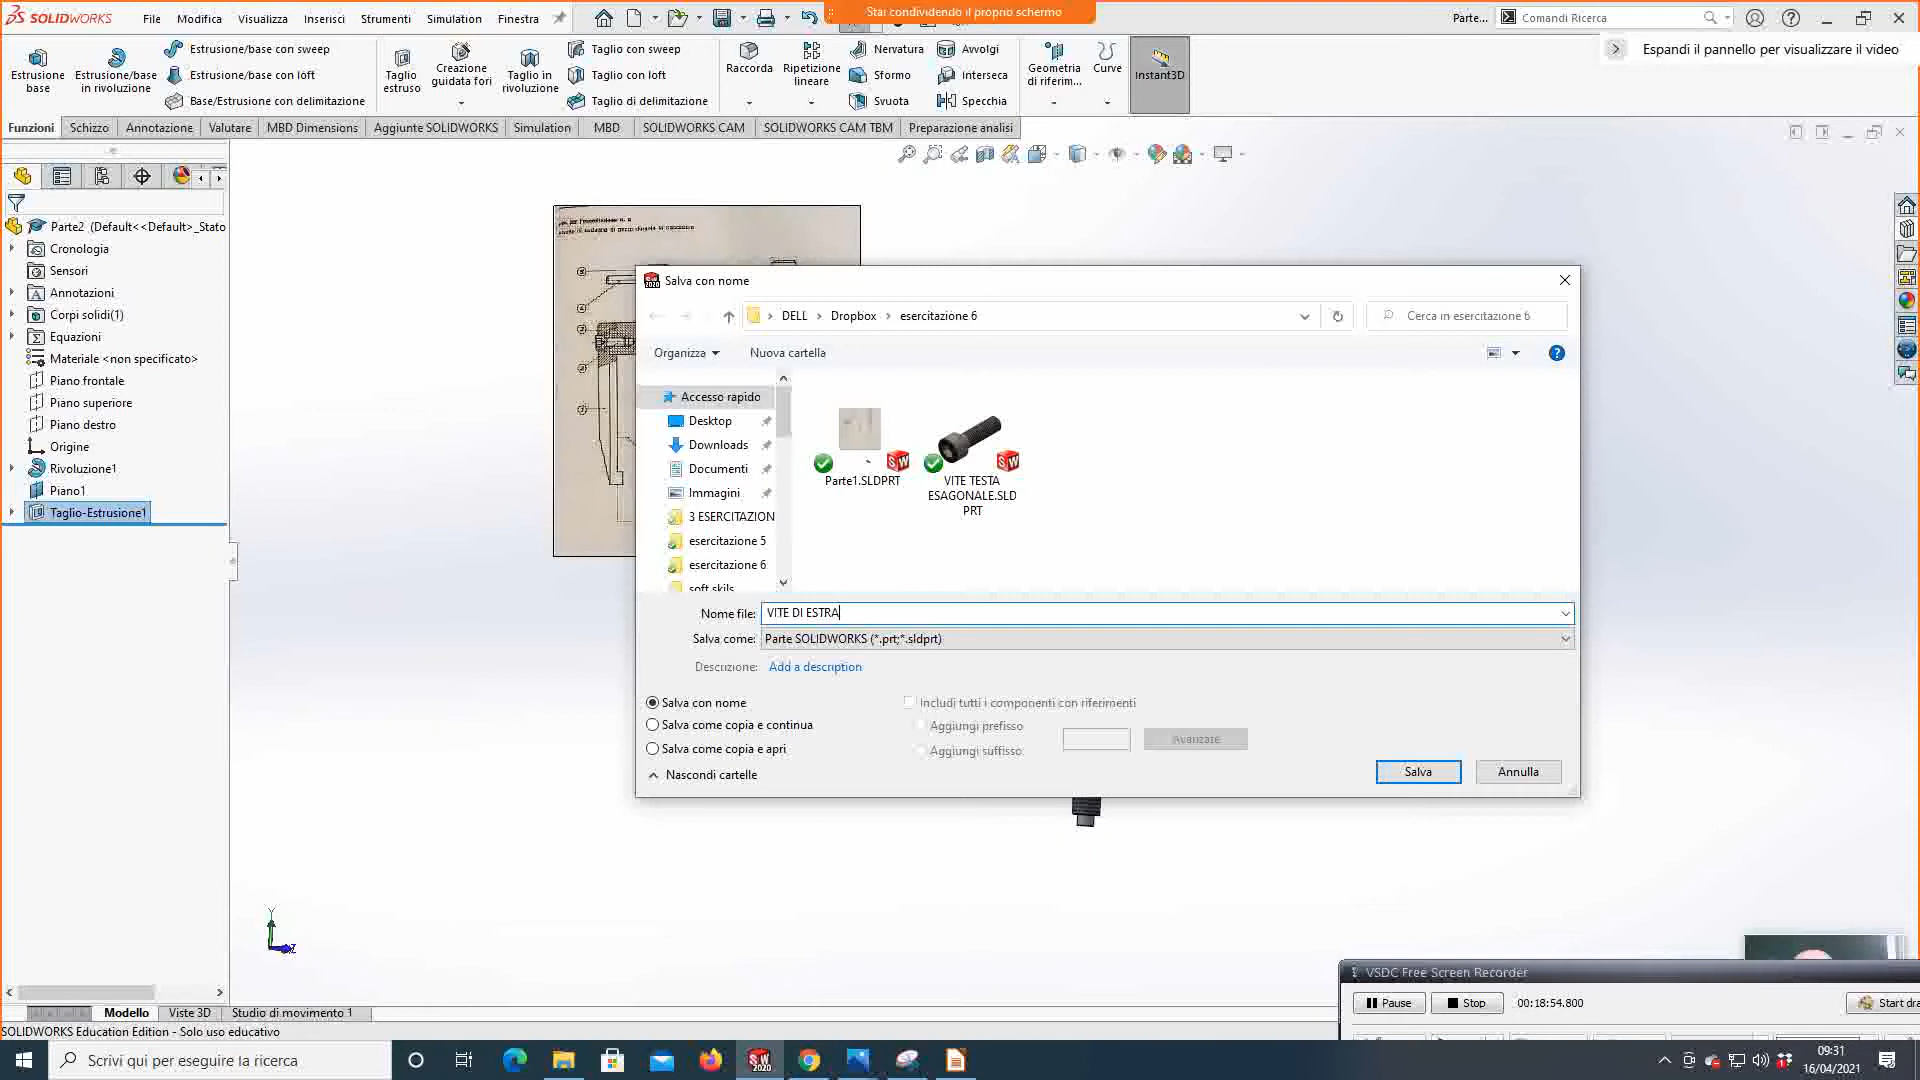 SOLIDWORKS File Modifica Visualizza Inserisci Strumenti Simulation Finestra
Stai condividendo il proprio schermo
Parte... Comandi Ricerca
Espandi il pannello per visualizzare il video
Estrusione base
Estrusione/base in rivoluzione
Estrusione/base con sweep
Estrusione/base con loft
Base/Estrusione con delimitazione
Taglio estruso
Creazione guidata fori
Taglio in rivoluzione
Taglio con sweep
Taglio con loft
Taglio di delimitazione
Raccorda
Ripetizione lineare
Nervatura
Sformo
Svuota
Avvolgi
Interseca
Specchia
Geometria di riferim...
Curve
Instant3D
Funzioni Schizzo Annotazione Valutare MBD Dimensions Aggiunte SOLIDWORKS Simulation MBD SOLIDWORKS CAM SOLIDWORKS CAM TBM Preparazione analisi
Parte2 (Default<<Default>_Stato
Cronologia
Sensori
Annotazioni
Corpi solidi(1)
Equazioni
Materiale <non specificato>
Piano frontale
Piano superiore
Piano destro
Origine
Rivoluzione1
Piano1
Taglio-Estrusione1
Salva con nome
DELL › Dropbox › esercitazione 6
Cerca in esercitazione 6
Organizza
Nuova cartella
Accesso rapido
Desktop
Downloads
Documenti
Immagini
3 ESERCITAZION
esercitazione 5
esercitazione 6
soft skils
Parte1.SLDPRT
VITE TESTA
ESAGONALE.SLD
PRT
Nome file: VITE DI ESTRA
Salva come: Parte SOLIDWORKS (*.prt;*.sldprt)
Descrizione: Add a description
Salva con nome
Salva come copia e continua
Salva come copia e apri
Includi tutti i componenti con riferimenti
Aggiungi prefisso
Aggiungi suffisso
Avanzate
Nascondi cartelle
Salva
Annulla
Y
Z
VSDC Free Screen Recorder
Pause Stop 00:18:54.800 Start dra
Modello Viste 3D Studio di movimento 1
SOLIDWORKS Education Edition - Solo uso educativo
Scrivi qui per eseguire la ricerca
09:31
16/04/2021